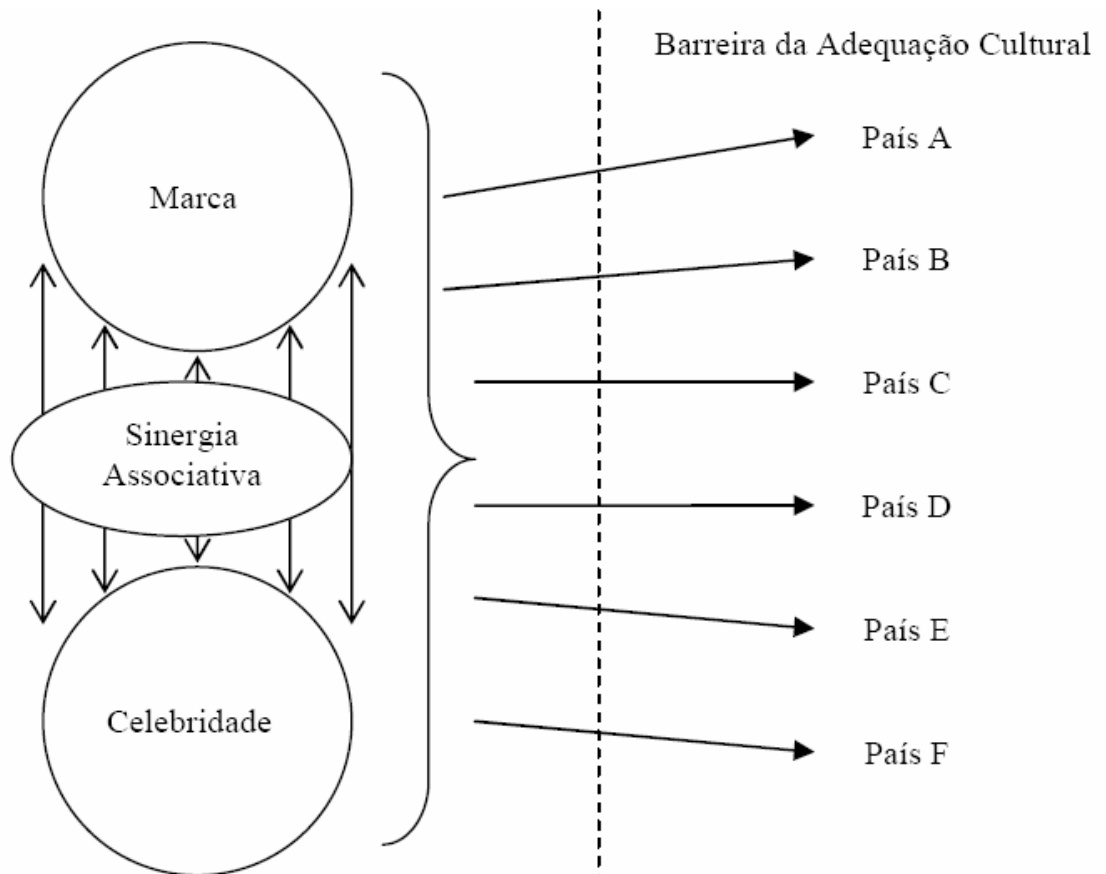 Barreira da Adequação Cultural
Marca
Sinergia
Associativa
Celebridade
País A
País B
País C
País D
País E
País F